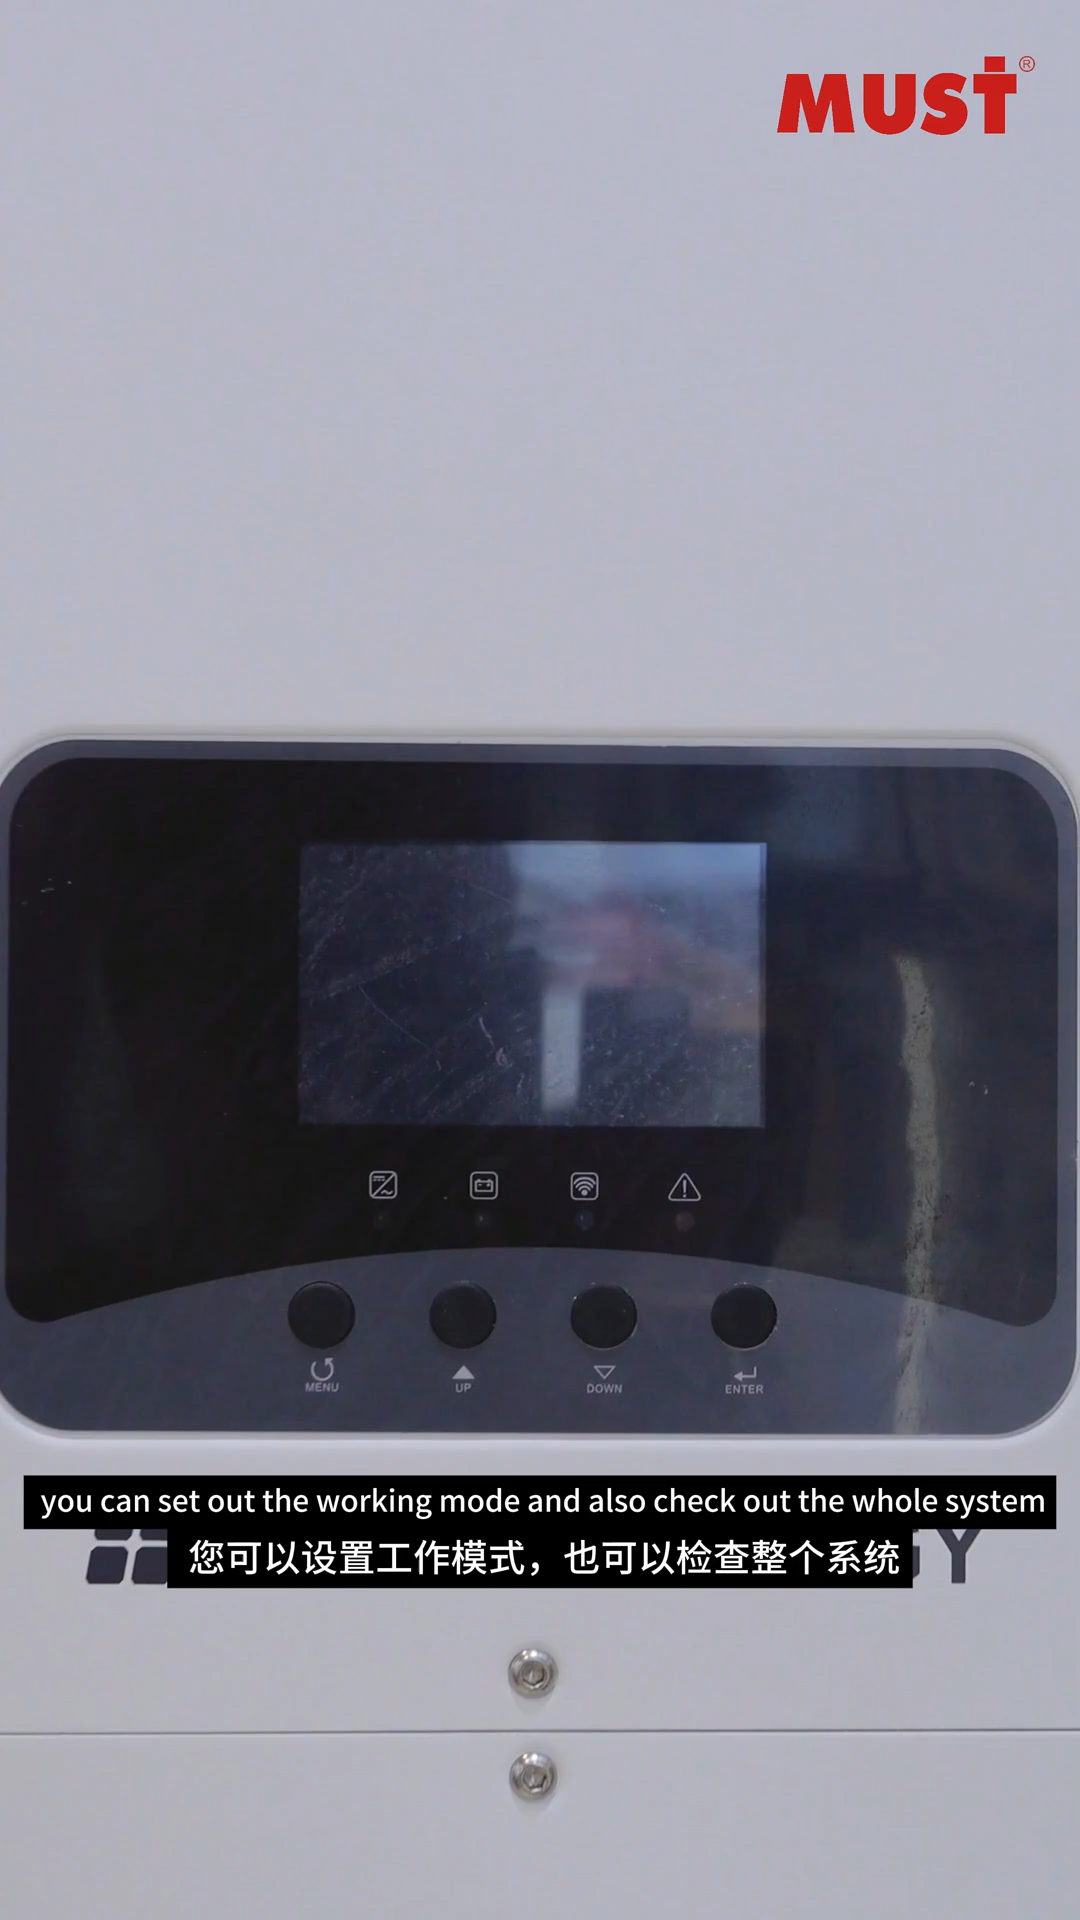 MUST®
MENU
UP
DOWN
ENTER
you can set out the working mode and also check out the whole system
您可以设置工作模式，也可以检查整个系统
Y